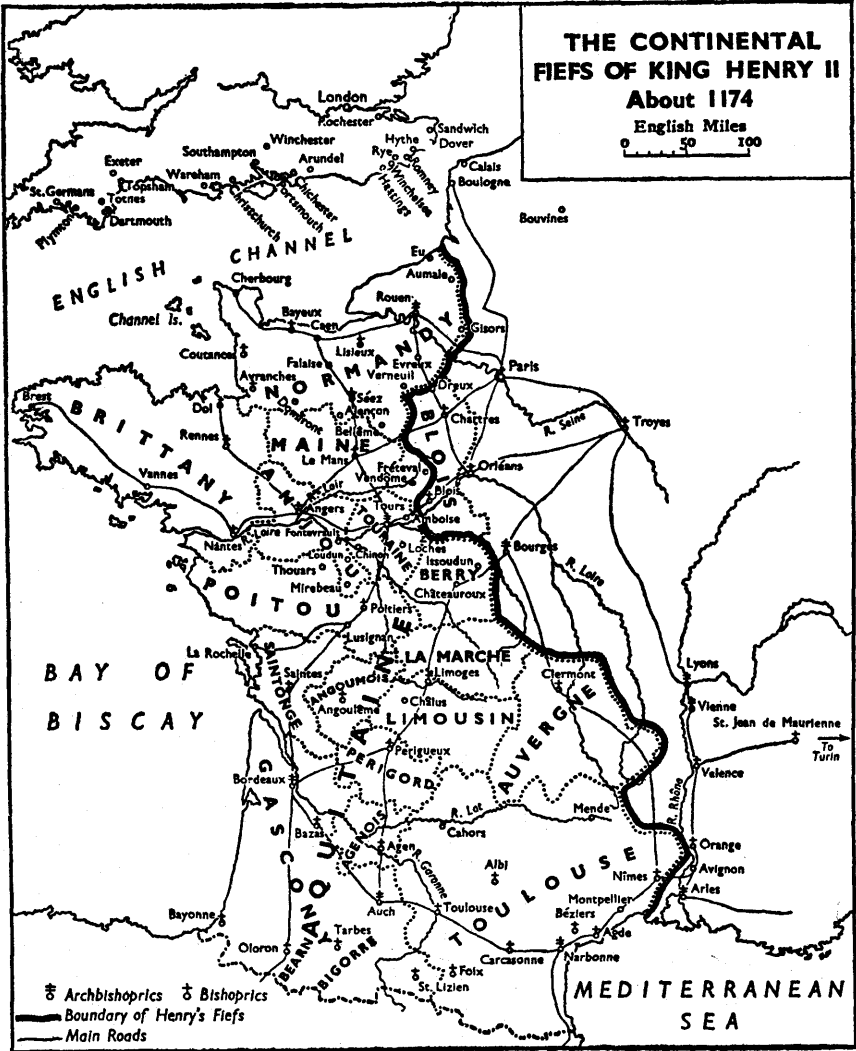 THE CONTINENTAL
FIEFS OF KING HENRY II
About 1174
English Miles
0 50 100
London
Rochester
Sandwich
Dover
Winchester
Hythe
Romney
Rye
Winchelsea
Hastings
Southampton
Arundel
Chichester
Portsmouth
Exeter
Wareham
Christchurch
Topsham
St. Germans
Totnes
Plympton
Dartmouth
Calais
Boulogne
Bouvines
ENGLISH CHANNEL
Eu
Aumale
Cherbourg
Channel Is.
Rouen
Bayeux
Caen
Gisors
Lisieux
Coutances
NORMANDY
Evreux
Paris
Falaise
Verneuil
Avranches
Dreux
Séez
Brest
Dol
Domfront
Alençon
Bellême
Chartres
R. Seine
Troyes
BRITTANY
Rennes
MAINE
BLOIS
Le Mans
Fréteval
Orléans
Vendôme
R. Loir
Vannes
ANJOU
Blois
Angers
Tours
Amboise
TOURAINE
Nantes
R. Loire
Fontevrault
Loches
Bourges
Loudun
Chinon
Issoudun
R. Loire
Thouars
BERRY
Mirebeau
POITOU
Châteauroux
Poitiers
Lusignan
La Rochelle
LA MARCHE
BAY OF
BISCAY
SAINTONGE
Saintes
ANGOUMOIS
Limoges
Clermont
Lyons
Angoulême
Châlus
Vienne
LIMOUSIN
St. Jean de Maurienne
To
Turin
AUVERGNE
AQUITAINE
Périgueux
PÉRIGORD
Valence
Bordeaux
R. Rhône
GASCONY
R. Lot
Mende
Bazas
AGENOIS
Cahors
Orange
Agen
R. Garonne
Albi
Nîmes
Avignon
TOULOUSE
Arles
Montpellier
Auch
Toulouse
Béziers
Bayonne
Agde
Tarbes
Oloron
Carcassonne
Narbonne
BEARN
BIGORRE
Foix
St. Lizien
MEDITERRANEAN
SEA
Archbishoprics Bishoprics
Boundary of Henry's Fiefs
Main Roads